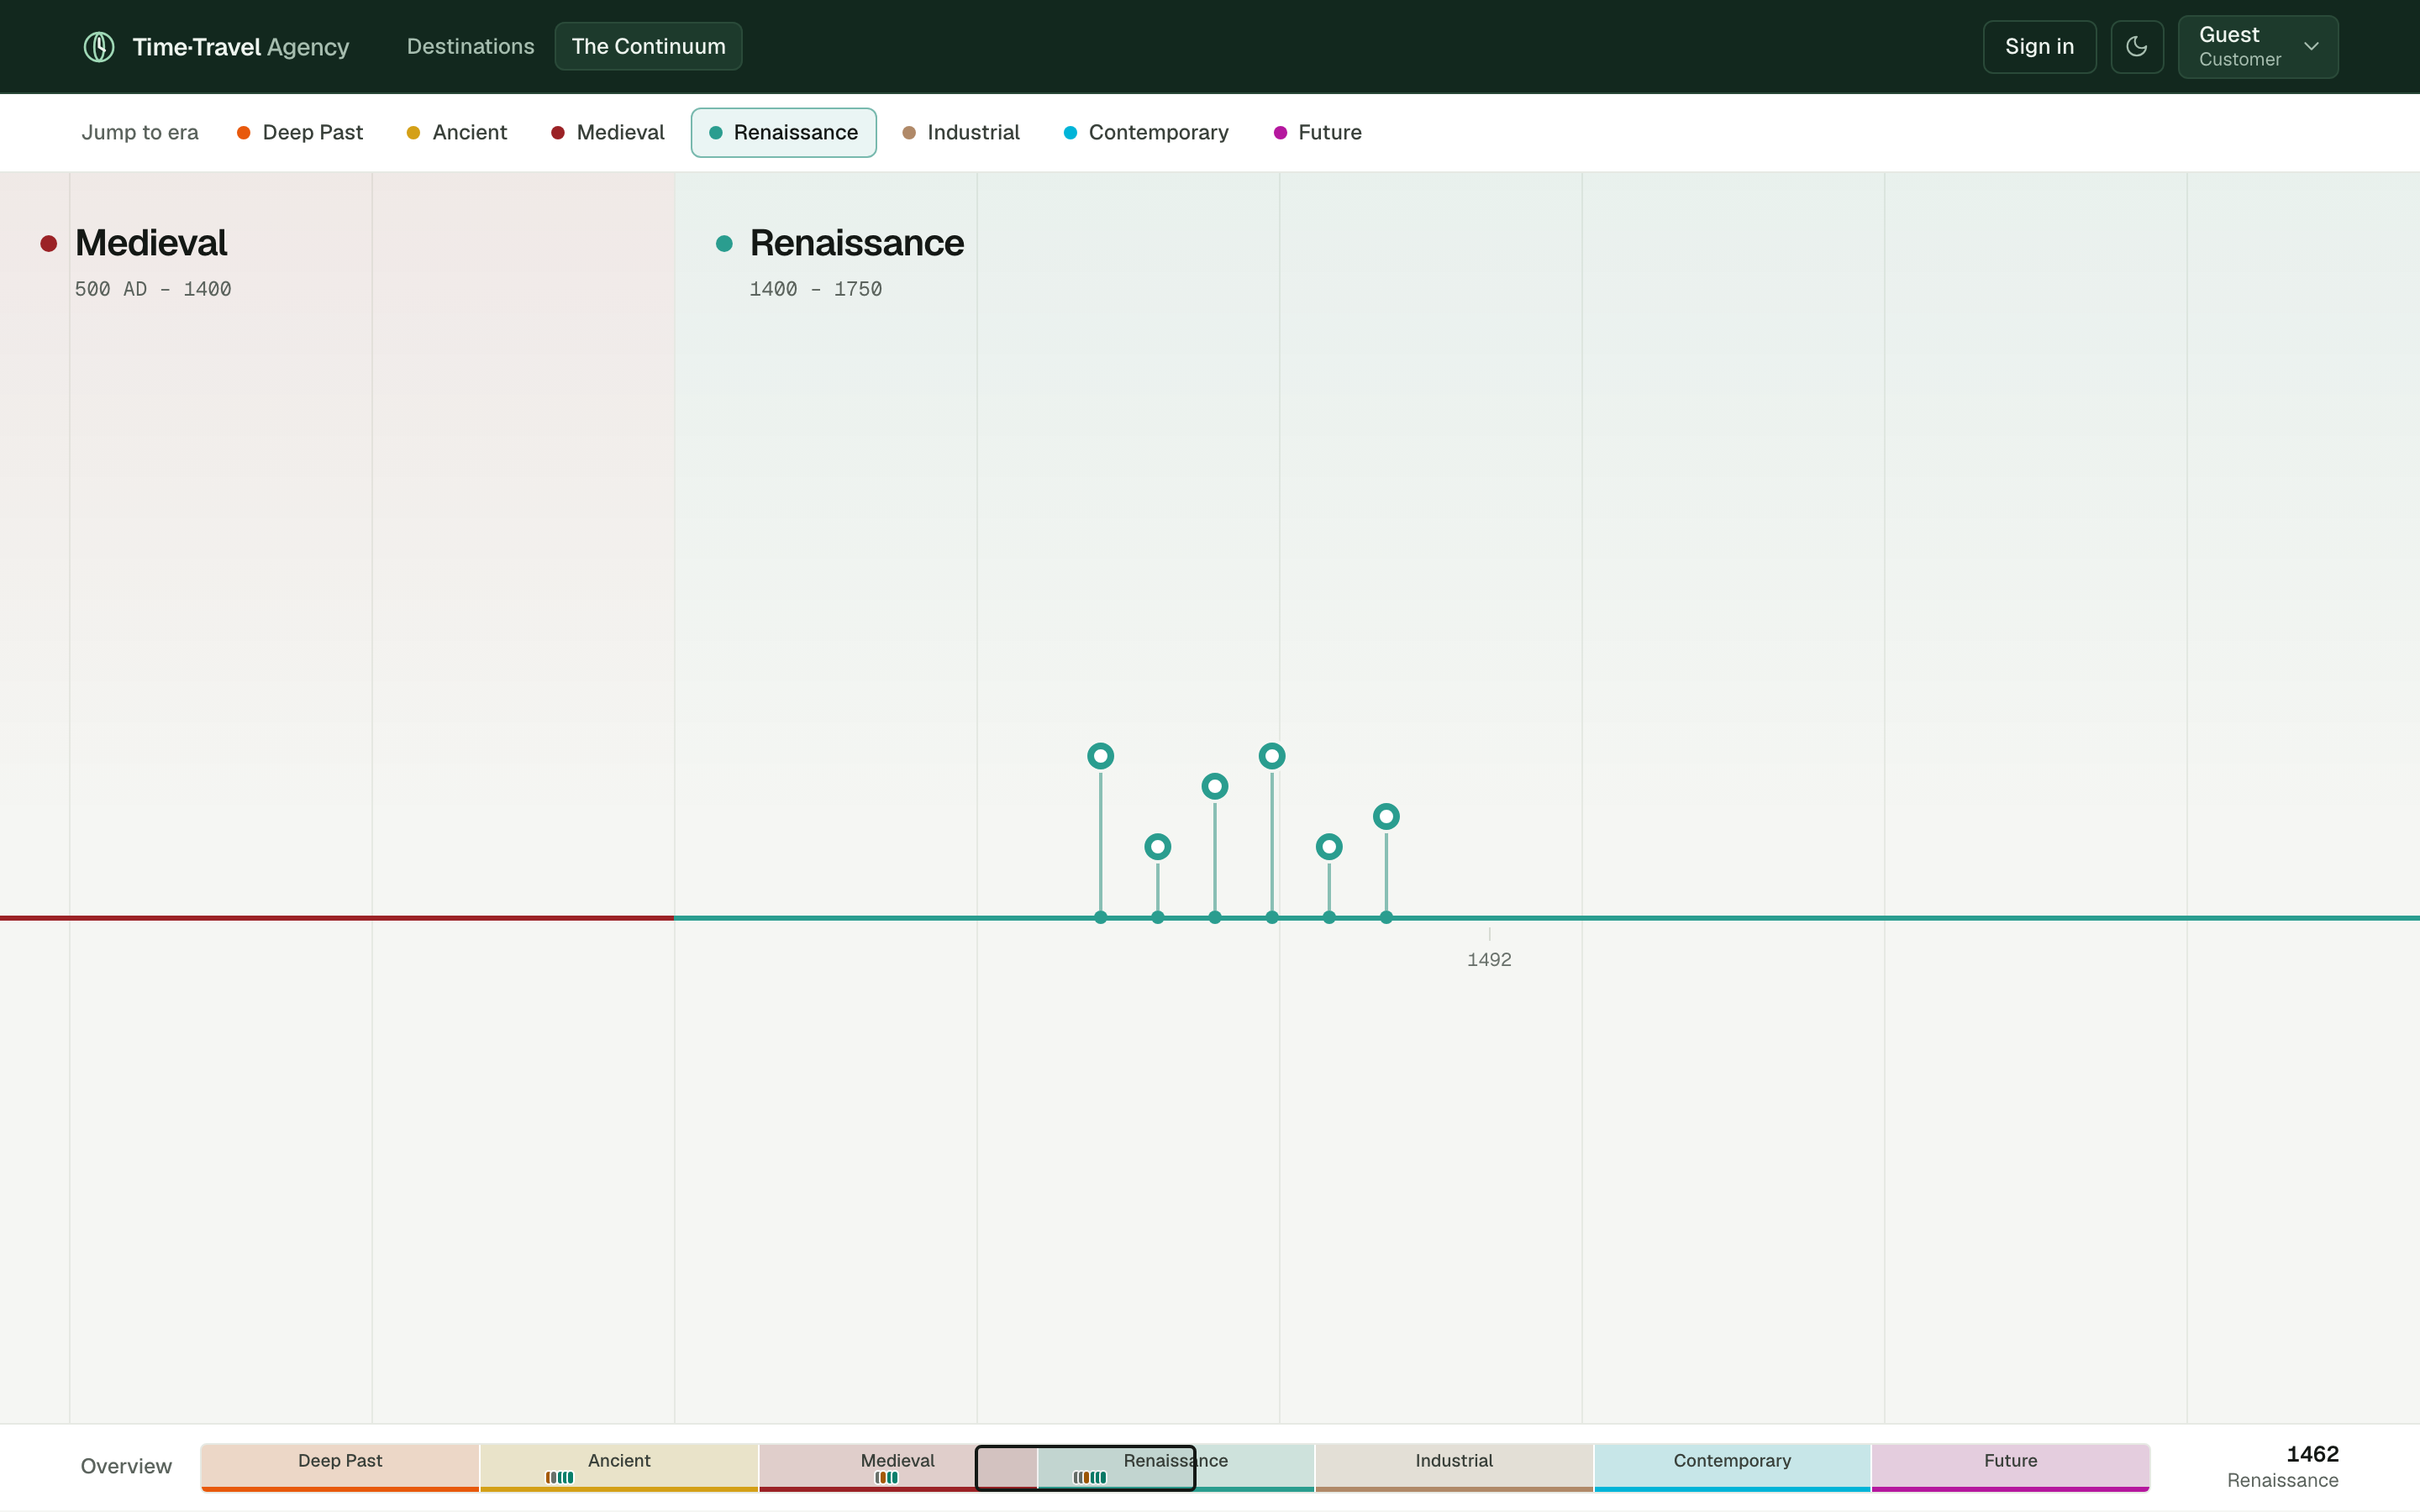 Time·Travel Agency
Destinations
The Continuum
Sign in
Guest
Customer
Jump to era
Deep Past
Ancient
Medieval
Renaissance
Industrial
Contemporary
Future
Medieval
500 AD – 1400
Renaissance
1400 – 1750
1492
Overview
Deep Past
Ancient
Medieval
Renaissance
Industrial
Contemporary
Future
1462
Renaissance